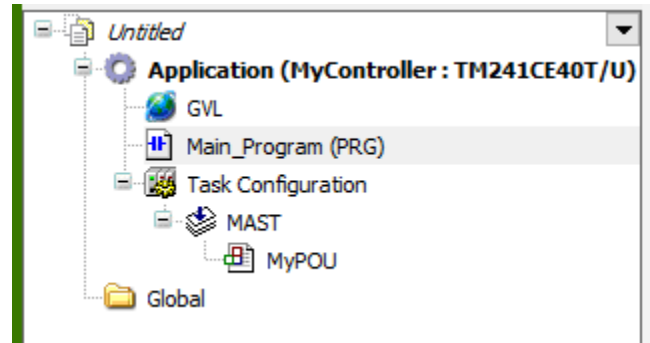 Untitled
Application (MyController : TM241CE40T/U)
GVL
Main_Program (PRG)
Task Configuration
MAST
MyPOU
Global